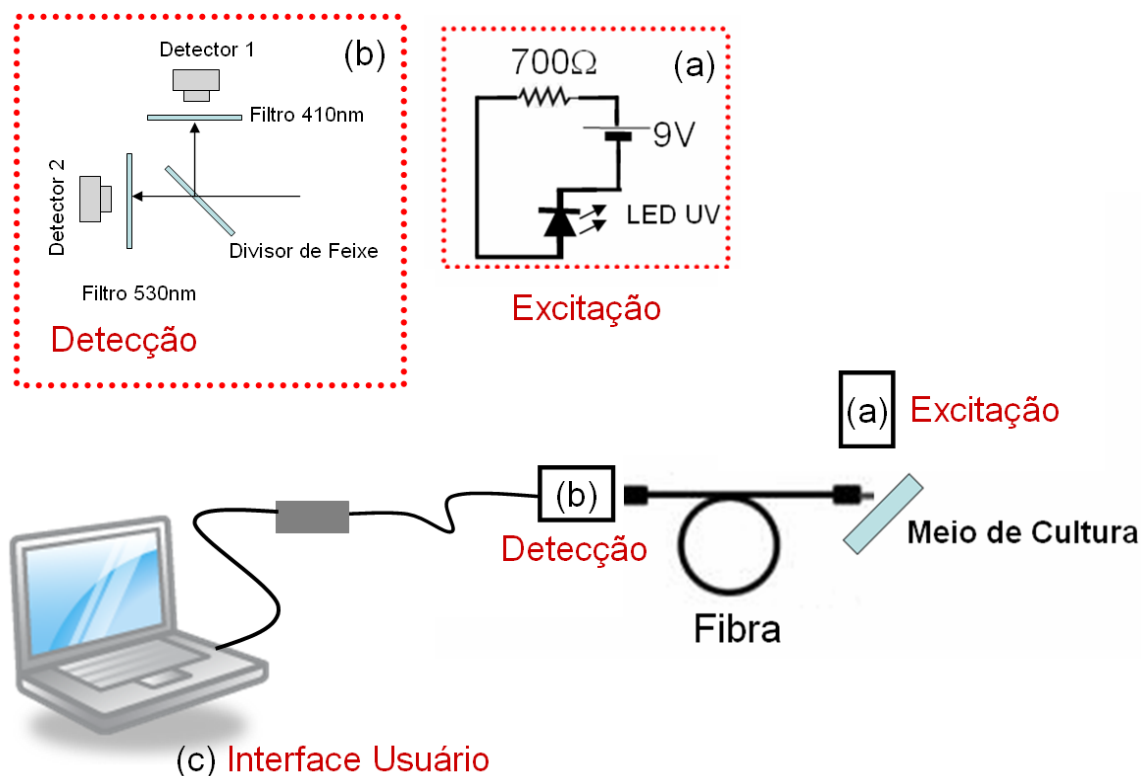 Detector 1
(b)
Filtro 410nm
Detector 2
Divisor de Feixe
Filtro 530nm
Detecção
(a)
700Ω
9V
LED UV
Excitação
(a) Excitação
(b)
Detecção
Meio de Cultura
Fibra
(c) Interface Usuário